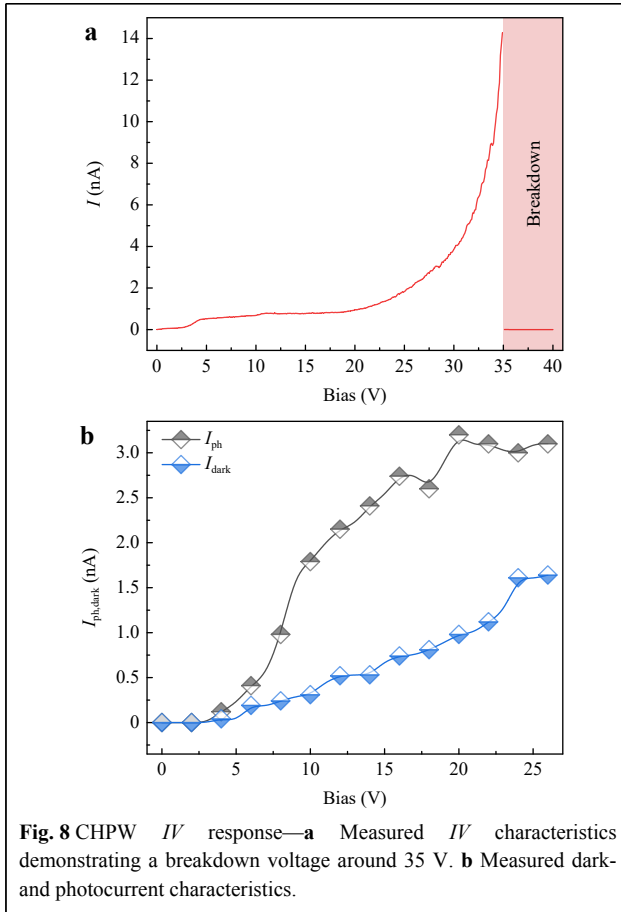 a
14
12
10
8
6
4
2
0
I (nA)
Breakdown
0 5 10 15 20 25 30 35 40
Bias (V)
b
I_ph
I_dark
3.0
2.5
2.0
1.5
1.0
0.5
0
I_ph,dark (nA)
0 5 10 15 20 25
Bias (V)
Fig. 8 CHPW IV response—a Measured IV characteristics
demonstrating a breakdown voltage around 35 V. b Measured dark-
and photocurrent characteristics.